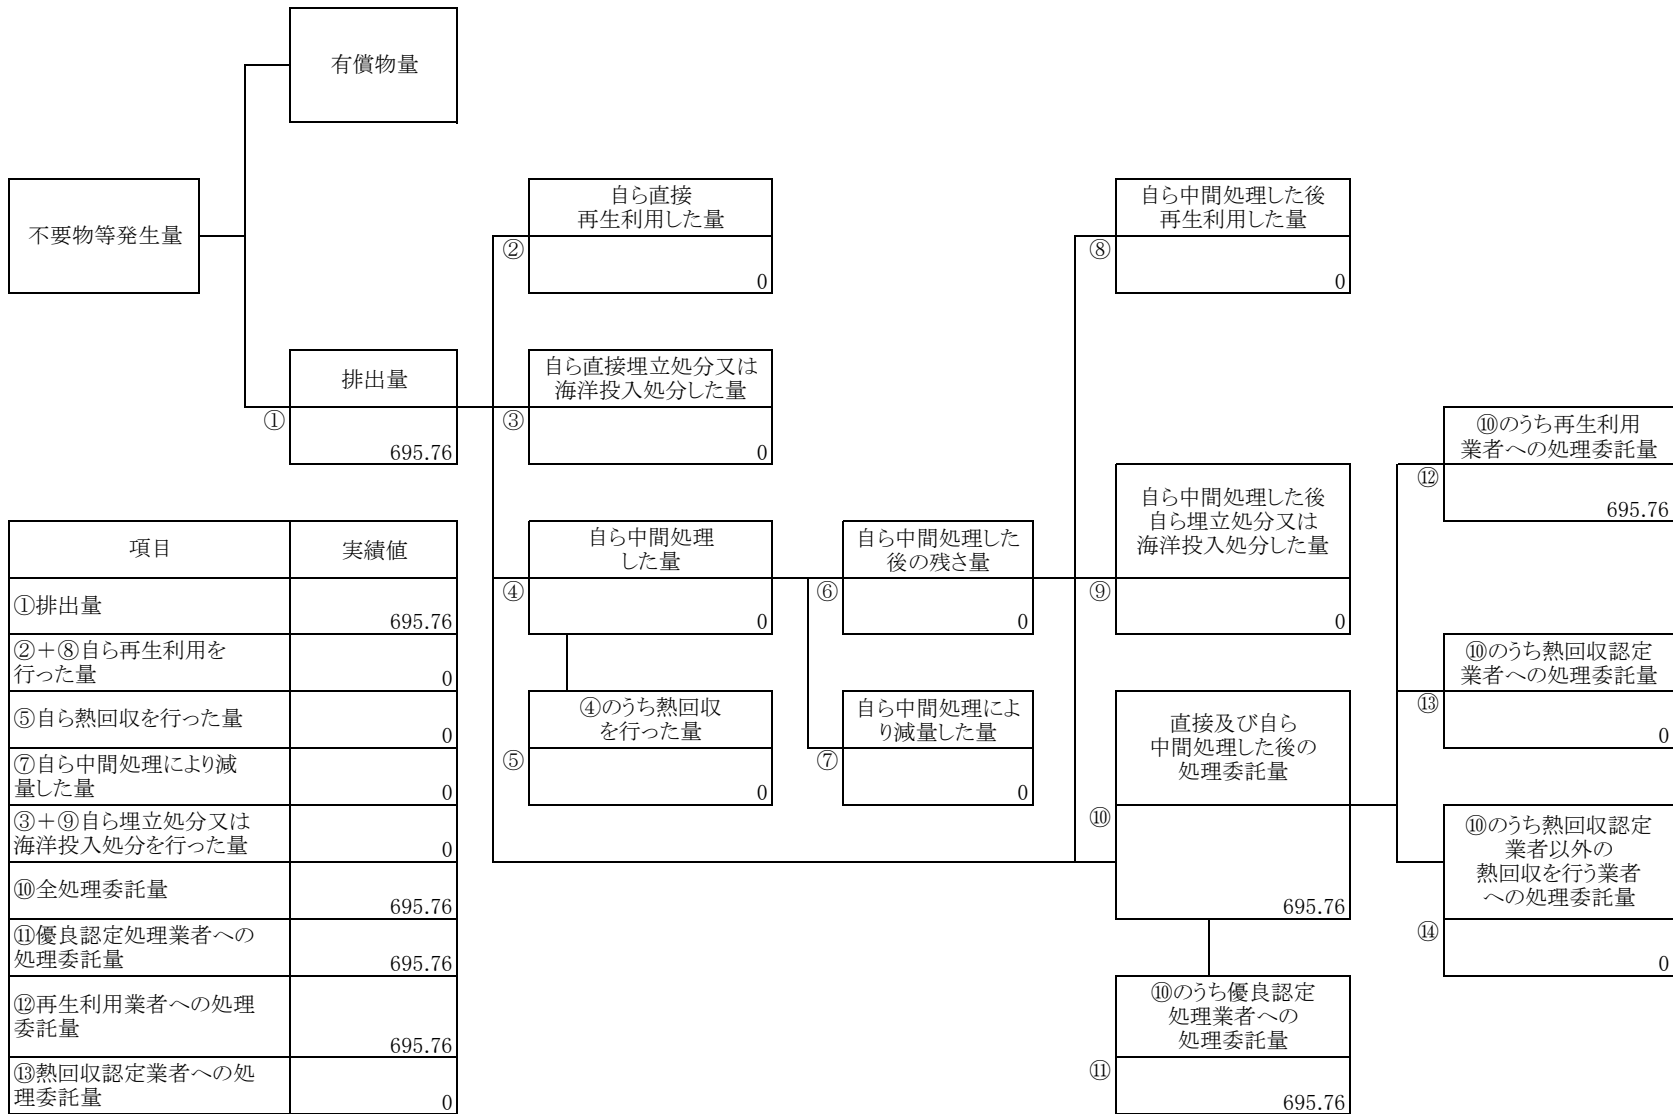 有償物量
不要物等発生量
自ら直接
再生利用した量
②
0
自ら中間処理した後
再生利用した量
⑧
0
排出量
①
695.76
自ら直接埋立処分又は
海洋投入処分した量
③
0
⑩のうち再生利用
業者への処理委託量
⑫
695.76
自ら中間処理
した量
④
0
自ら中間処理した
後の残さ量
⑥
0
自ら中間処理した後
自ら埋立処分又は
海洋投入処分した量
⑨
0
⑩のうち熱回収認定
業者への処理委託量
⑬
0
④のうち熱回収
を行った量
⑤
0
自ら中間処理によ
り減量した量
⑦
0
直接及び自ら
中間処理した後の
処理委託量
⑩
695.76
⑩のうち熱回収認定
業者以外の
熱回収を行う業者
への処理委託量
⑭
0
⑩のうち優良認定
処理業者への
処理委託量
⑪
695.76
項目 実績値
①排出量
695.76
②+⑧自ら再生利用を
行った量
0
⑤自ら熱回収を行った量
0
⑦自ら中間処理により減
量した量
0
③+⑨自ら埋立処分又は
海洋投入処分を行った量
0
⑩全処理委託量
695.76
⑪優良認定処理業者への
処理委託量
695.76
⑫再生利用業者への処理
委託量
695.76
⑬熱回収認定業者への処
理委託量
0